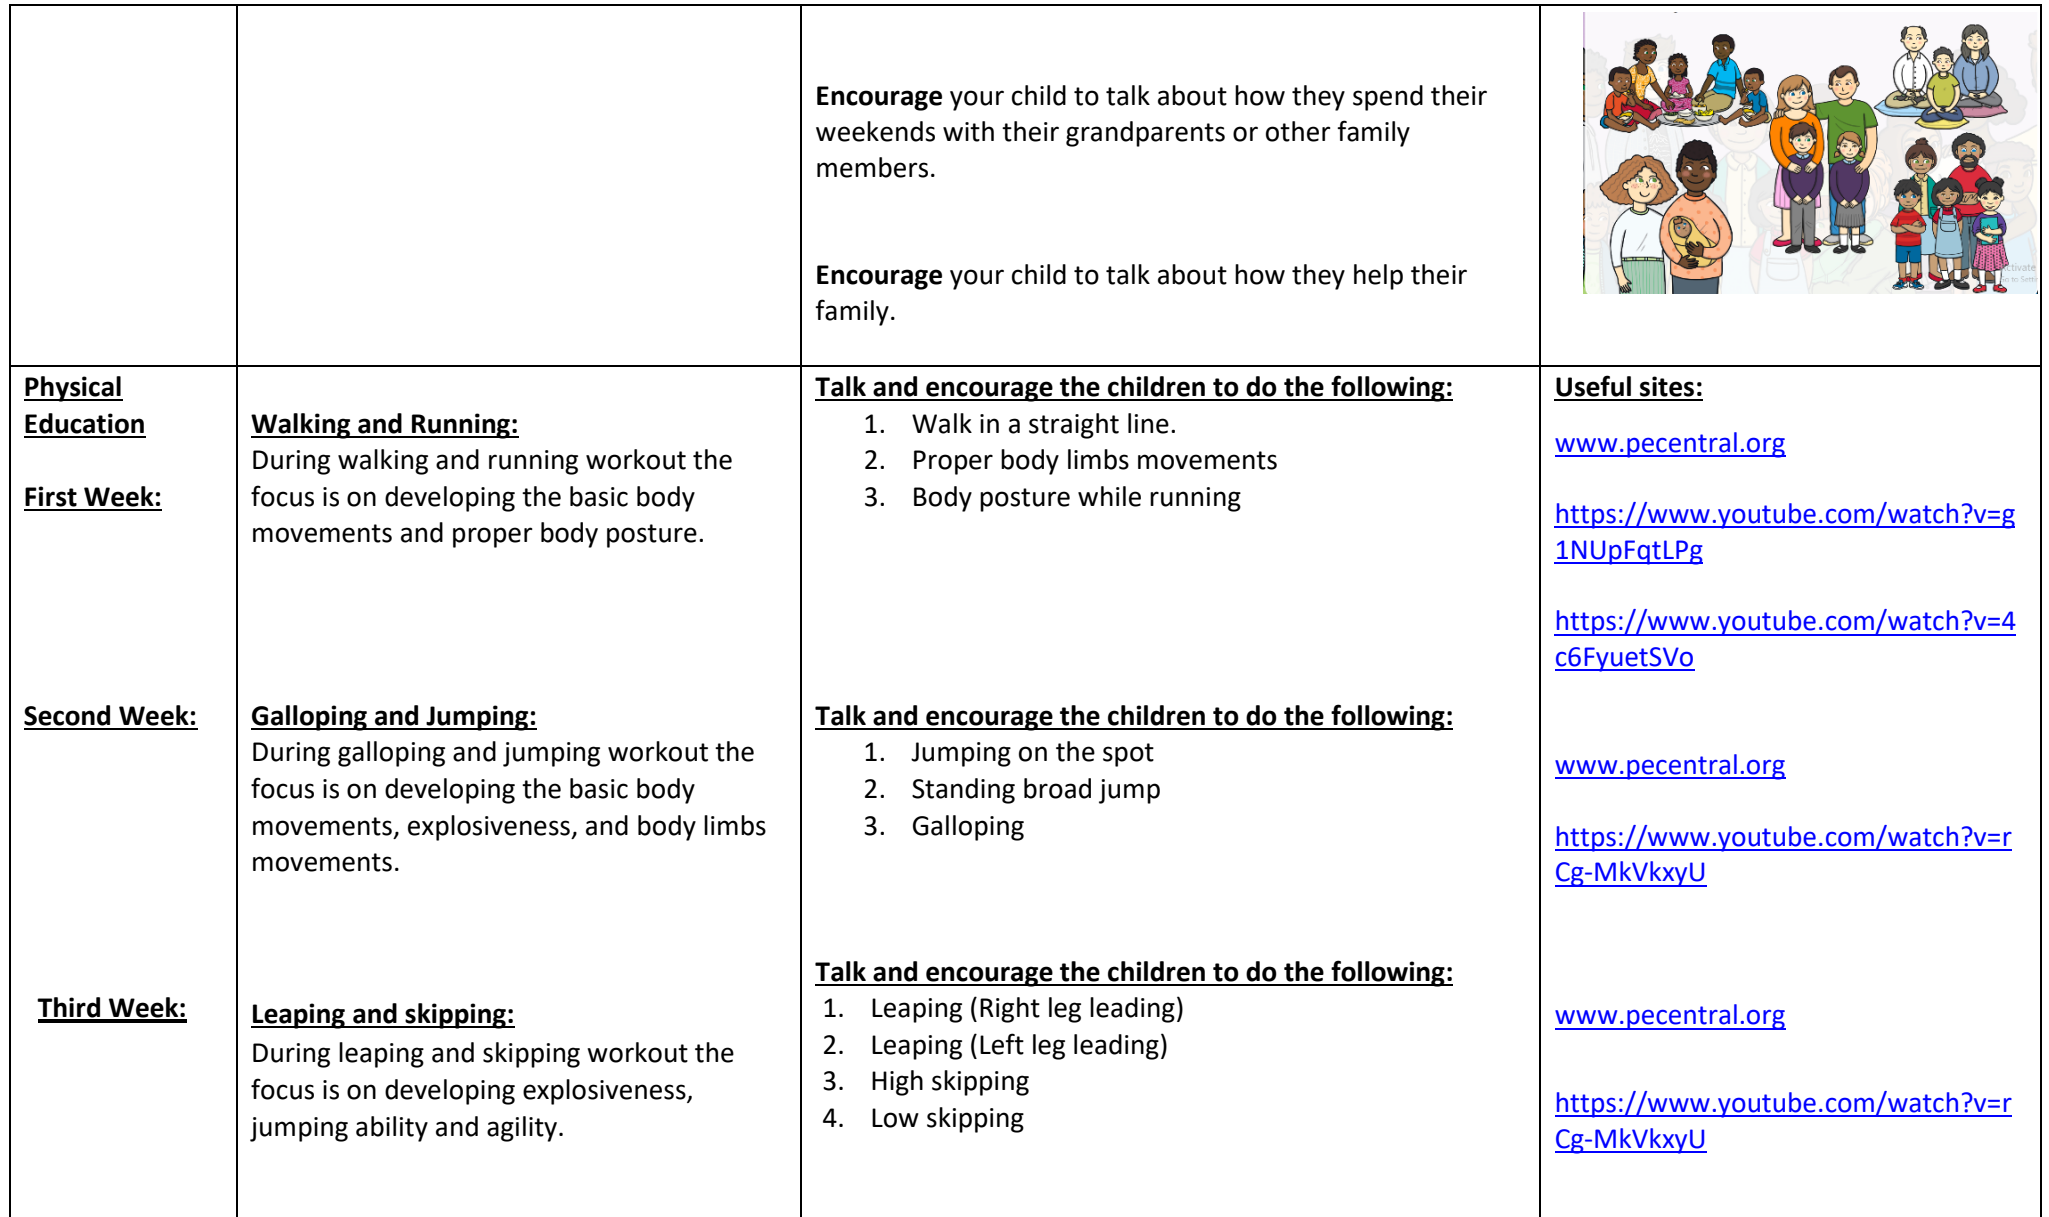 Encourage your child to talk about how they spend their
weekends with their grandparents or other family
members.
Encourage your child to talk about how they help their
family.
Physical
Education
First Week:
Walking and Running:
During walking and running workout the
focus is on developing the basic body
movements and proper body posture.
Talk and encourage the children to do the following:
1. Walk in a straight line.
2. Proper body limbs movements
3. Body posture while running
Useful sites:
www.pecentral.org
https://www.youtube.com/watch?v=g
1NUpFqtLPg
https://www.youtube.com/watch?v=4
c6FyuetSVo
Second Week:
Galloping and Jumping:
During galloping and jumping workout the
focus is on developing the basic body
movements, explosiveness, and body limbs
movements.
Talk and encourage the children to do the following:
1. Jumping on the spot
2. Standing broad jump
3. Galloping
www.pecentral.org
https://www.youtube.com/watch?v=r
Cg-MkVkxyU
Third Week:
Leaping and skipping:
During leaping and skipping workout the
focus is on developing explosiveness,
jumping ability and agility.
Talk and encourage the children to do the following:
1. Leaping (Right leg leading)
2. Leaping (Left leg leading)
3. High skipping
4. Low skipping
www.pecentral.org
https://www.youtube.com/watch?v=r
Cg-MkVkxyU